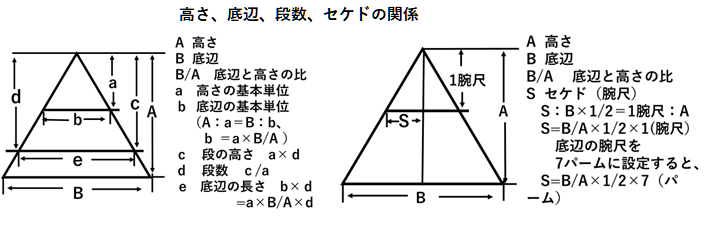 高さ、底辺、段数、セケドの関係
d
a
c
A
b
e
B
A 高さ
B 底辺
B/A 底辺と高さの比
a 高さの基本単位
b 底辺の基本単位
(A：a＝B：b、
b ＝a×B/A )
c 段の高さ a×d
d 段数 c/a
e 底辺の長さ b×d
=a×B/A×d
1腕尺
A
S
B
A 高さ
B 底辺
B/A 底辺と高さの比
S セケド（腕尺）
S：B×1/2＝1腕尺：A
S=B/A×1/2×1(腕尺）
底辺の腕尺を
7パームに設定すると、
S=B/A×1/2×7（パ
ーム）